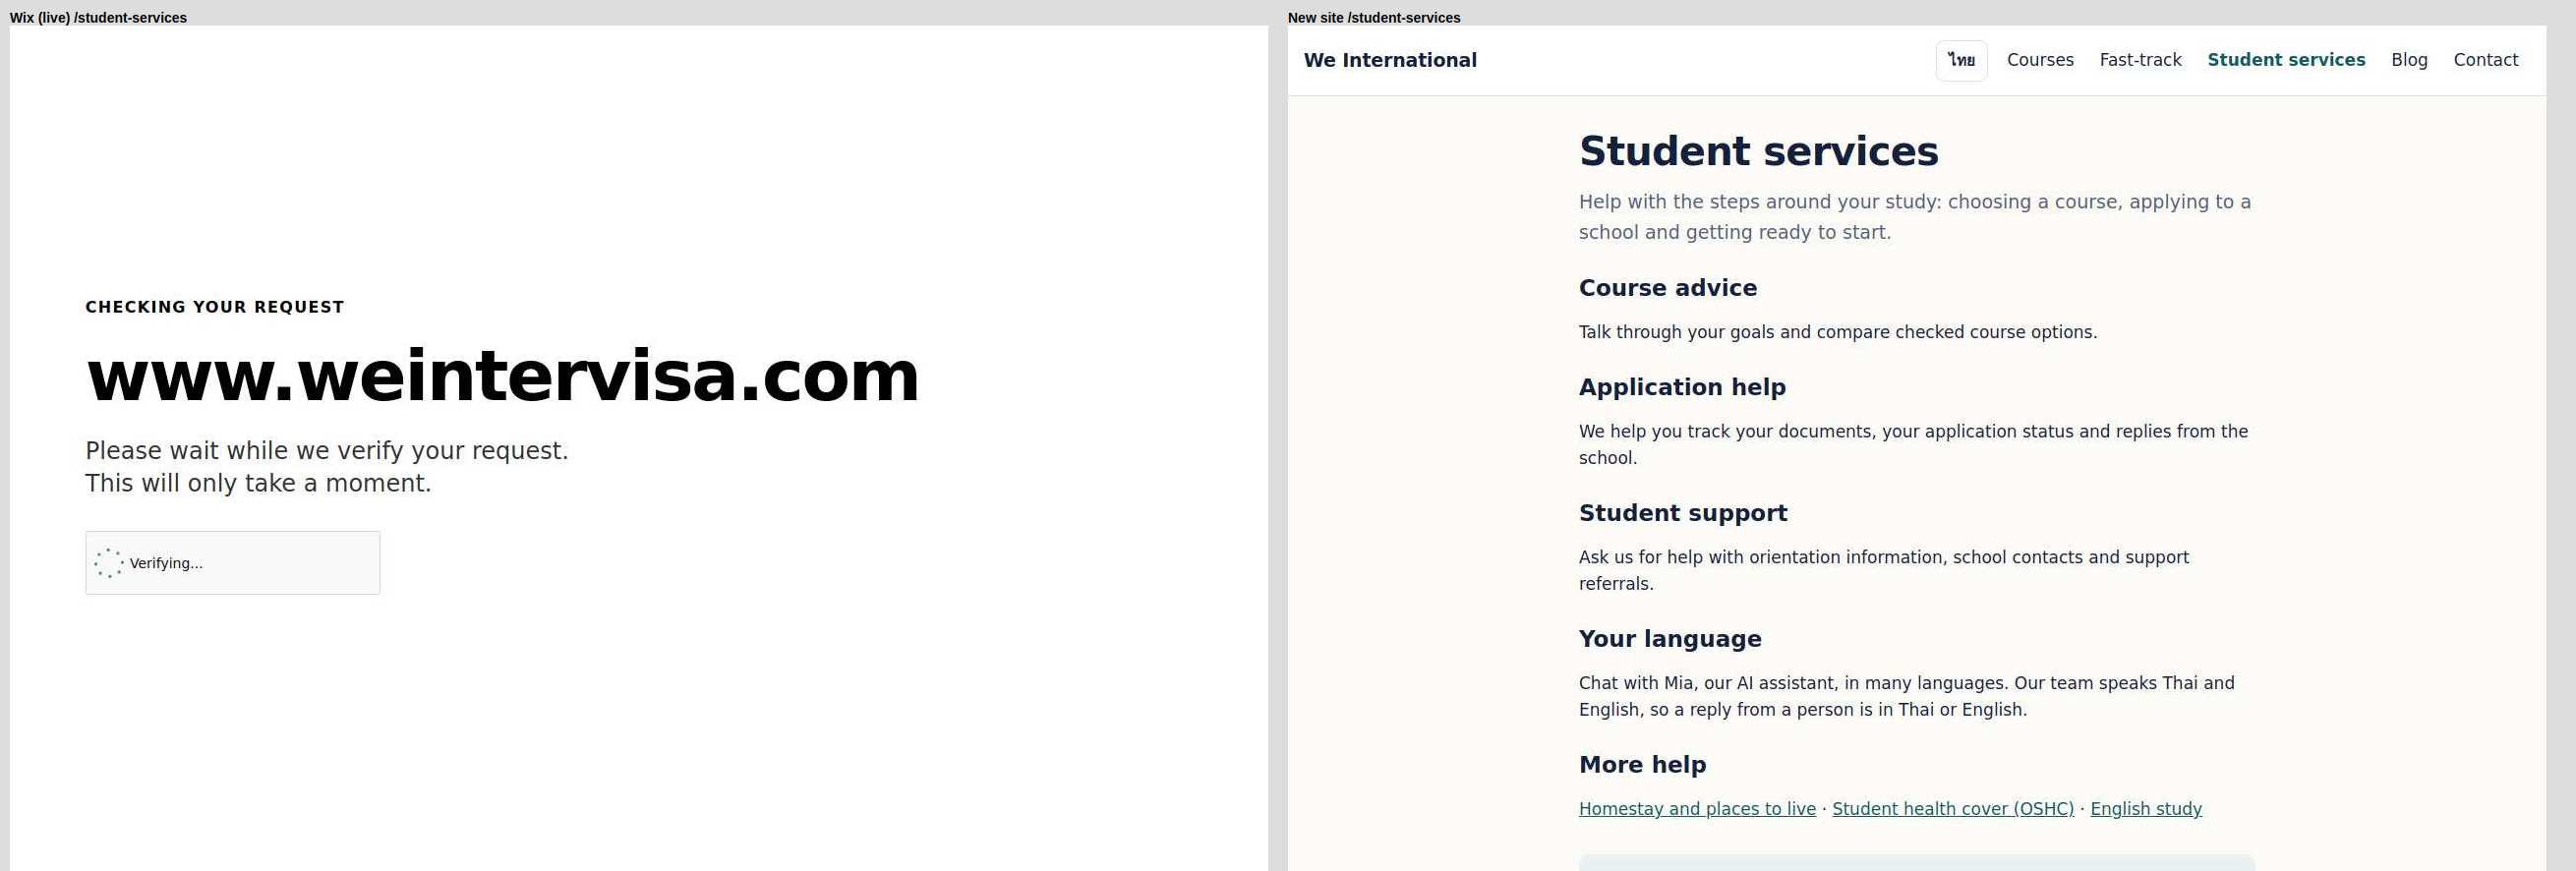 Wix (live) /student-services
CHECKING YOUR REQUEST
www.weintervisa.com
Please wait while we verify your request.
This will only take a moment.
Verifying...
New site /student-services
We International
ไทย
Courses
Fast-track
Student services
Blog
Contact
Student services
Help with the steps around your study: choosing a course, applying to a
school and getting ready to start.
Course advice
Talk through your goals and compare checked course options.
Application help
We help you track your documents, your application status and replies from the
school.
Student support
Ask us for help with orientation information, school contacts and support
referrals.
Your language
Chat with Mia, our AI assistant, in many languages. Our team speaks Thai and
English, so a reply from a person is in Thai or English.
More help
Homestay and places to live · Student health cover (OSHC) · English study